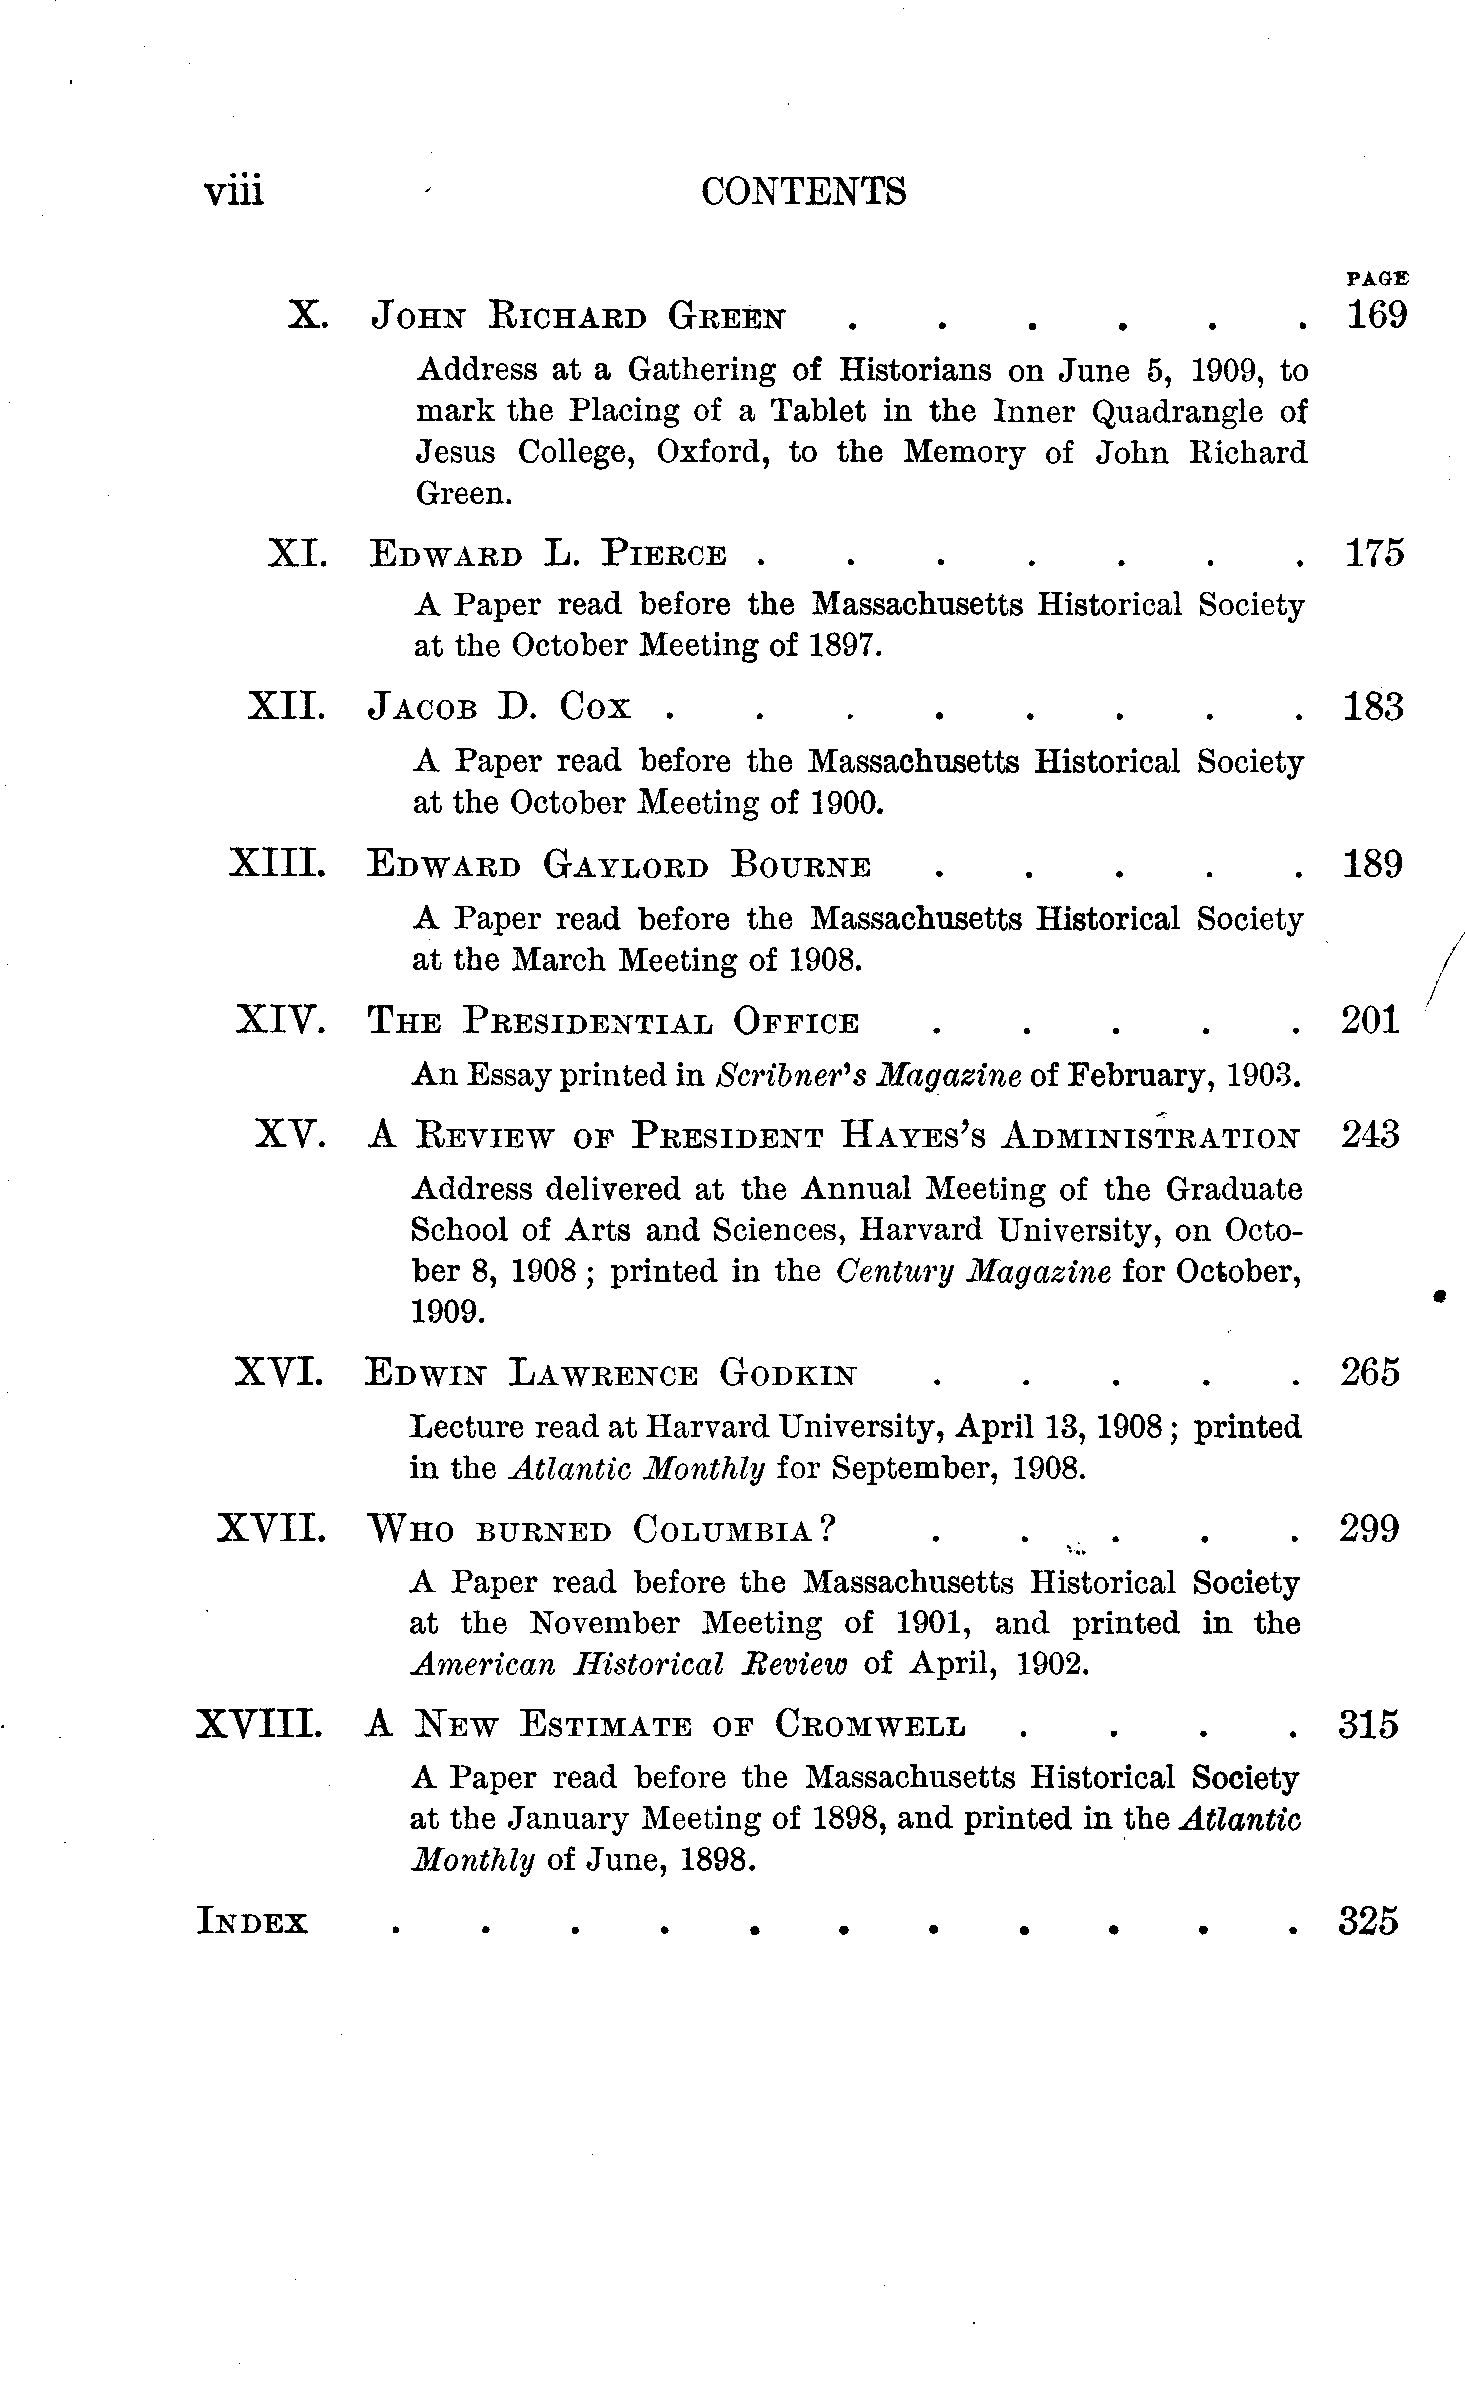 viii CONTENTS
PAGE
X. JOHN RICHARD GREEN . . . . . . 169
Address at a Gathering of Historians on June 5, 1909, to
mark the Placing of a Tablet in the Inner Quadrangle of
Jesus College, Oxford, to the Memory of John Richard
Green.
XI. EDWARD L. PIERCE . . . . . . . 175
A Paper read before the Massachusetts Historical Society
at the October Meeting of 1897.
XII. JACOB D. COX . . . . . . . . 183
A Paper read before the Massachusetts Historical Society
at the October Meeting of 1900.
XIII. EDWARD GAYLORD BOURNE . . . . . 189
A Paper read before the Massachusetts Historical Society
at the March Meeting of 1908.
XIV. THE PRESIDENTIAL OFFICE . . . . . 201
An Essay printed in Scribner's Magazine of February, 1903.
XV. A REVIEW OF PRESIDENT HAYES'S ADMINISTRATION 243
Address delivered at the Annual Meeting of the Graduate
School of Arts and Sciences, Harvard University, on Octo-
ber 8, 1908 ; printed in the Century Magazine for October,
1909.
XVI. EDWIN LAWRENCE GODKIN . . . . . 265
Lecture read at Harvard University, April 13, 1908 ; printed
in the Atlantic Monthly for September, 1908.
XVII. WHO BURNED COLUMBIA ? . . . . . 299
A Paper read before the Massachusetts Historical Society
at the November Meeting of 1901, and printed in the
American Historical Review of April, 1902.
XVIII. A NEW ESTIMATE OF CROMWELL . . . . 315
A Paper read before the Massachusetts Historical Society
at the January Meeting of 1898, and printed in the Atlantic
Monthly of June, 1898.
INDEX . . . . . . . . . . . 325